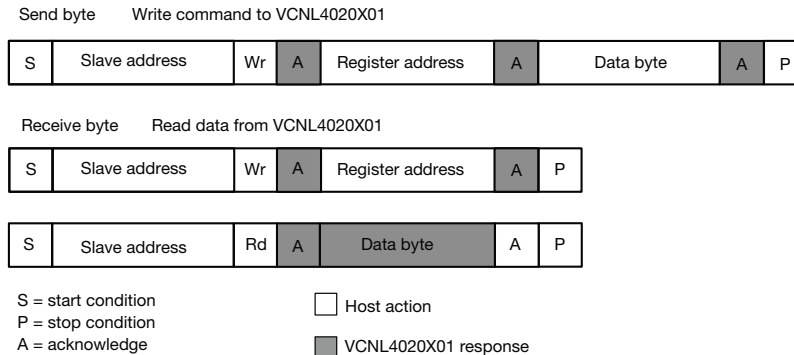 Send byte Write command to VCNL4020X01
S Slave address Wr A Register address A Data byte A P
Receive byte Read data from VCNL4020X01
S Slave address Wr A Register address A P
S Slave address Rd A Data byte A P
S = start condition
P = stop condition
A = acknowledge
Host action
VCNL4020X01 response